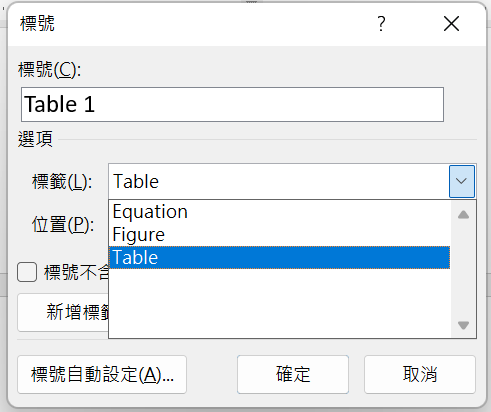 標號
?
標號(C):
Table 1
選項
標籤(L):
Table
Equation
位置(P):
Figure
Table
標號不含
新增標籤
標號自動設定(A)...
確定
取消